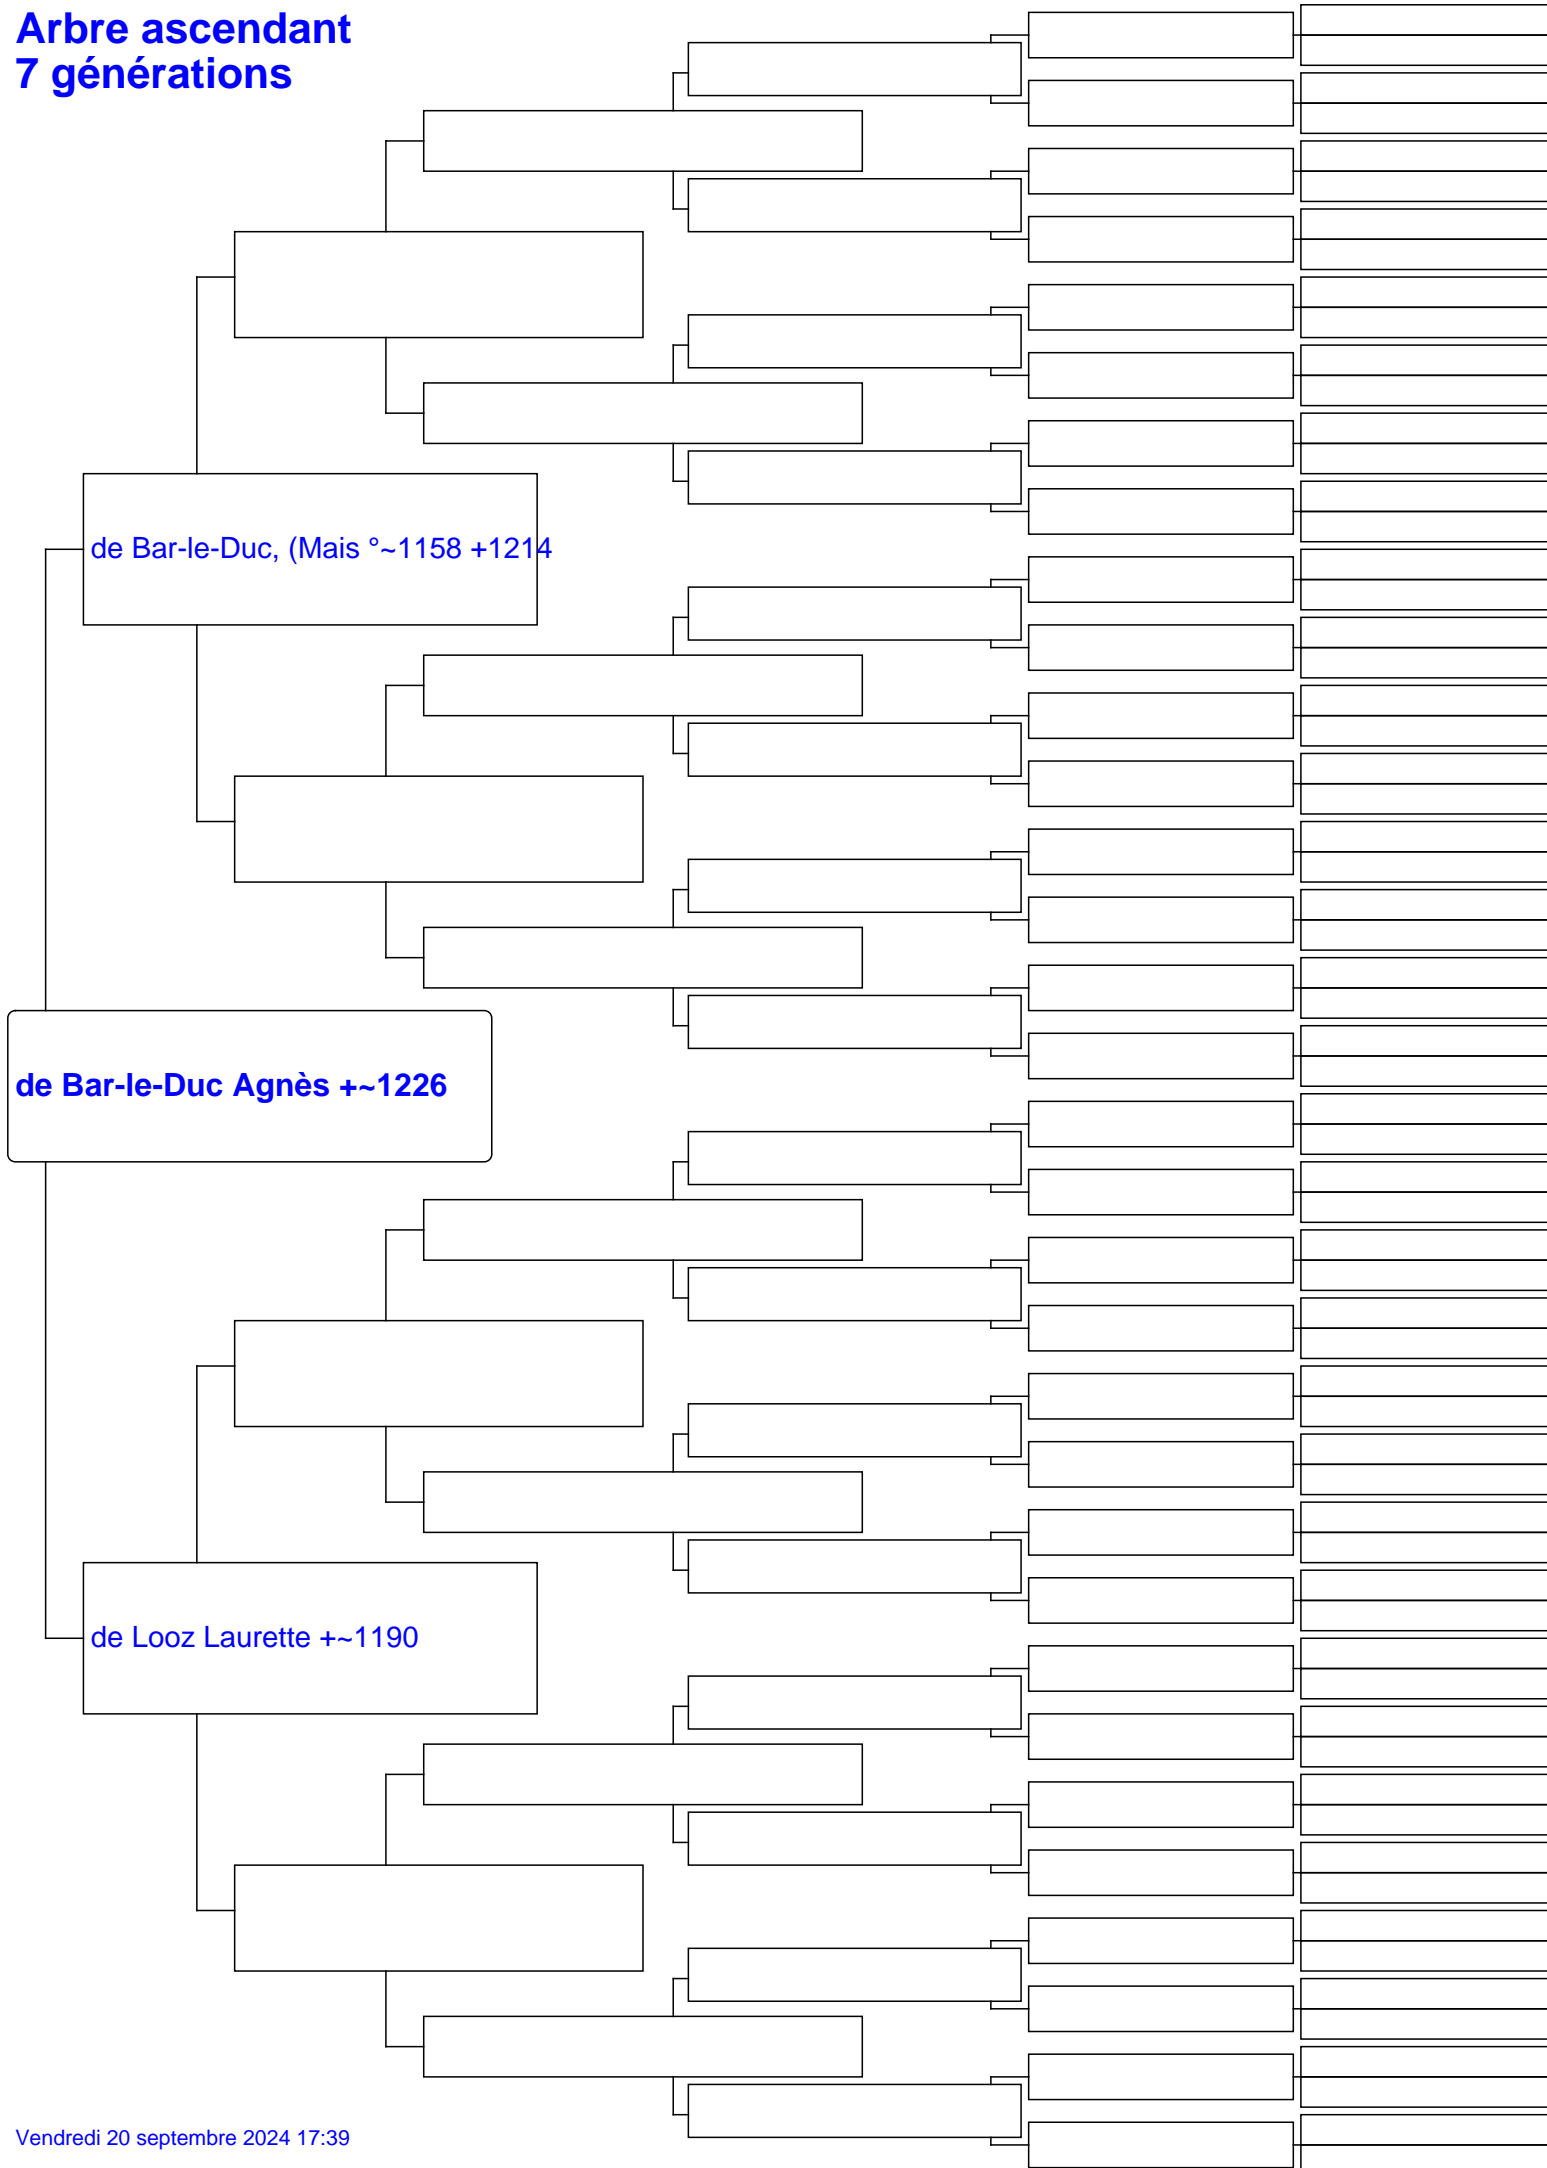 Arbre ascendant
7 générations
de Bar-le-Duc, (Mais °~1158 +1214
de Bar-le-Duc Agnès +~1226
de Looz Laurette +~1190
Vendredi 20 septembre 2024 17:39